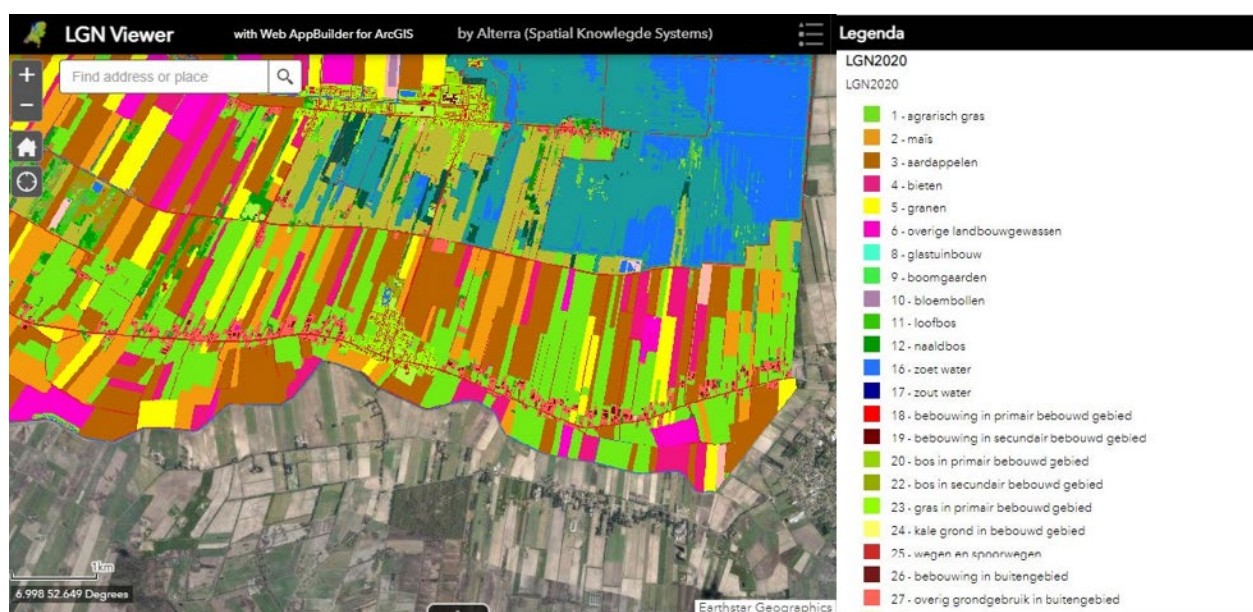 LGN Viewer with Web AppBuilder for ArcGIS by Alterra (Spatial Knowlegde Systems)
Find address or place
1km
6.998 52.649 Degrees
Earthstar Geographics
Legenda
LGN2020
LGN2020
1 - agrarisch gras
2 - maïs
3 - aardappelen
4 - bieten
5 - granen
6 - overige landbouwgewassen
8 - glastuinbouw
9 - boomgaarden
10 - bloembollen
11 - loofbos
12 - naaldbos
16 - zoet water
17 - zout water
18 - bebouwing in primair bebouwd gebied
19 - bebouwing in secundair bebouwd gebied
20 - bos in primair bebouwd gebied
22 - bos in secundair bebouwd gebied
23 - gras in primair bebouwd gebied
24 - kale grond in bebouwd gebied
25 - wegen en spoorwegen
26 - bebouwing in buitengebied
27 - overig grondgebruik in buitengebied